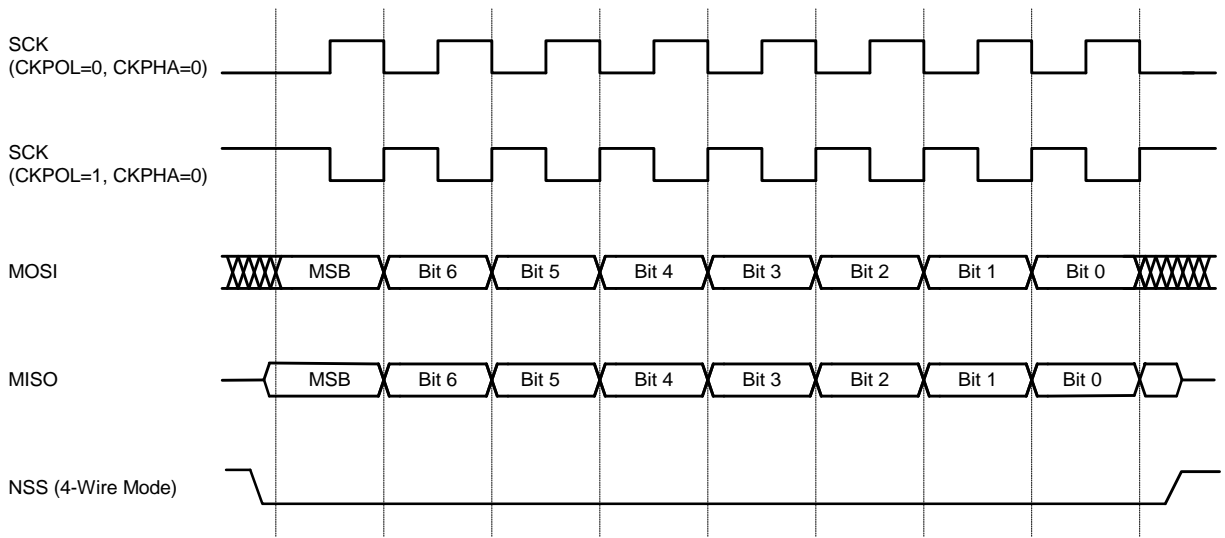 SCK
(CKPOL=0, CKPHA=0)
SCK
(CKPOL=1, CKPHA=0)
MOSI
MSB
Bit 6
Bit 5
Bit 4
Bit 3
Bit 2
Bit 1
Bit 0
MISO
MSB
Bit 6
Bit 5
Bit 4
Bit 3
Bit 2
Bit 1
Bit 0
NSS (4-Wire Mode)